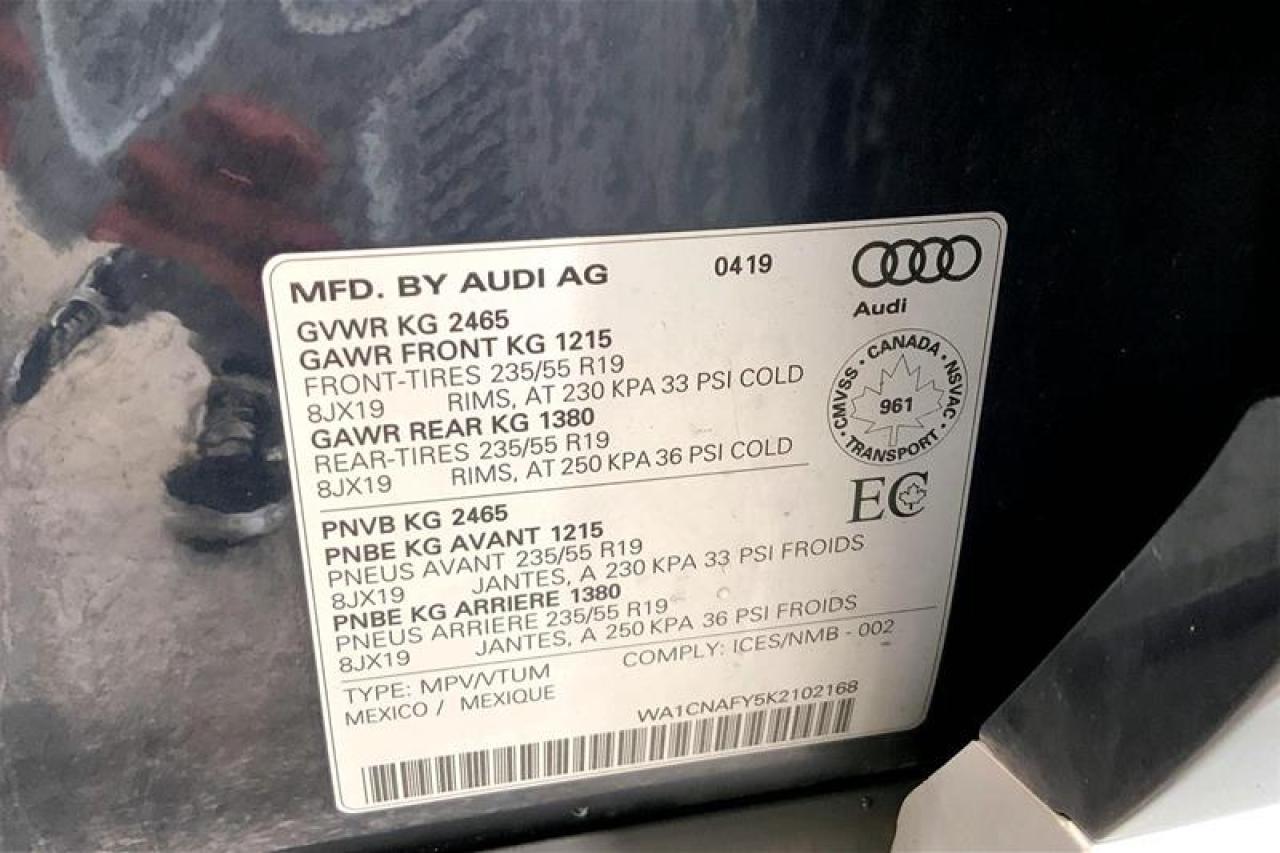 MFD. BY AUDI AG 0419
Audi
GVWR KG 2465
GAWR FRONT KG 1215
FRONT-TIRES 235/55 R19
8JX19 RIMS, AT 230 KPA 33 PSI COLD
GAWR REAR KG 1380
REAR-TIRES 235/55 R19
8JX19 RIMS, AT 250 KPA 36 PSI COLD
CANADA · NSVAC · TRANSPORT · CMVSS ·
961
EC
PNVB KG 2465
PNBE KG AVANT 1215
PNEUS AVANT 235/55 R19
8JX19 JANTES, A 230 KPA 33 PSI FROIDS
PNBE KG ARRIERE 1380
PNEUS ARRIERE 235/55 R19
8JX19 JANTES, A 250 KPA 36 PSI FROIDS
TYPE: MPV/VTUM COMPLY: ICES/NMB - 002
MEXICO / MEXIQUE
WA1CNAFY5K2102168